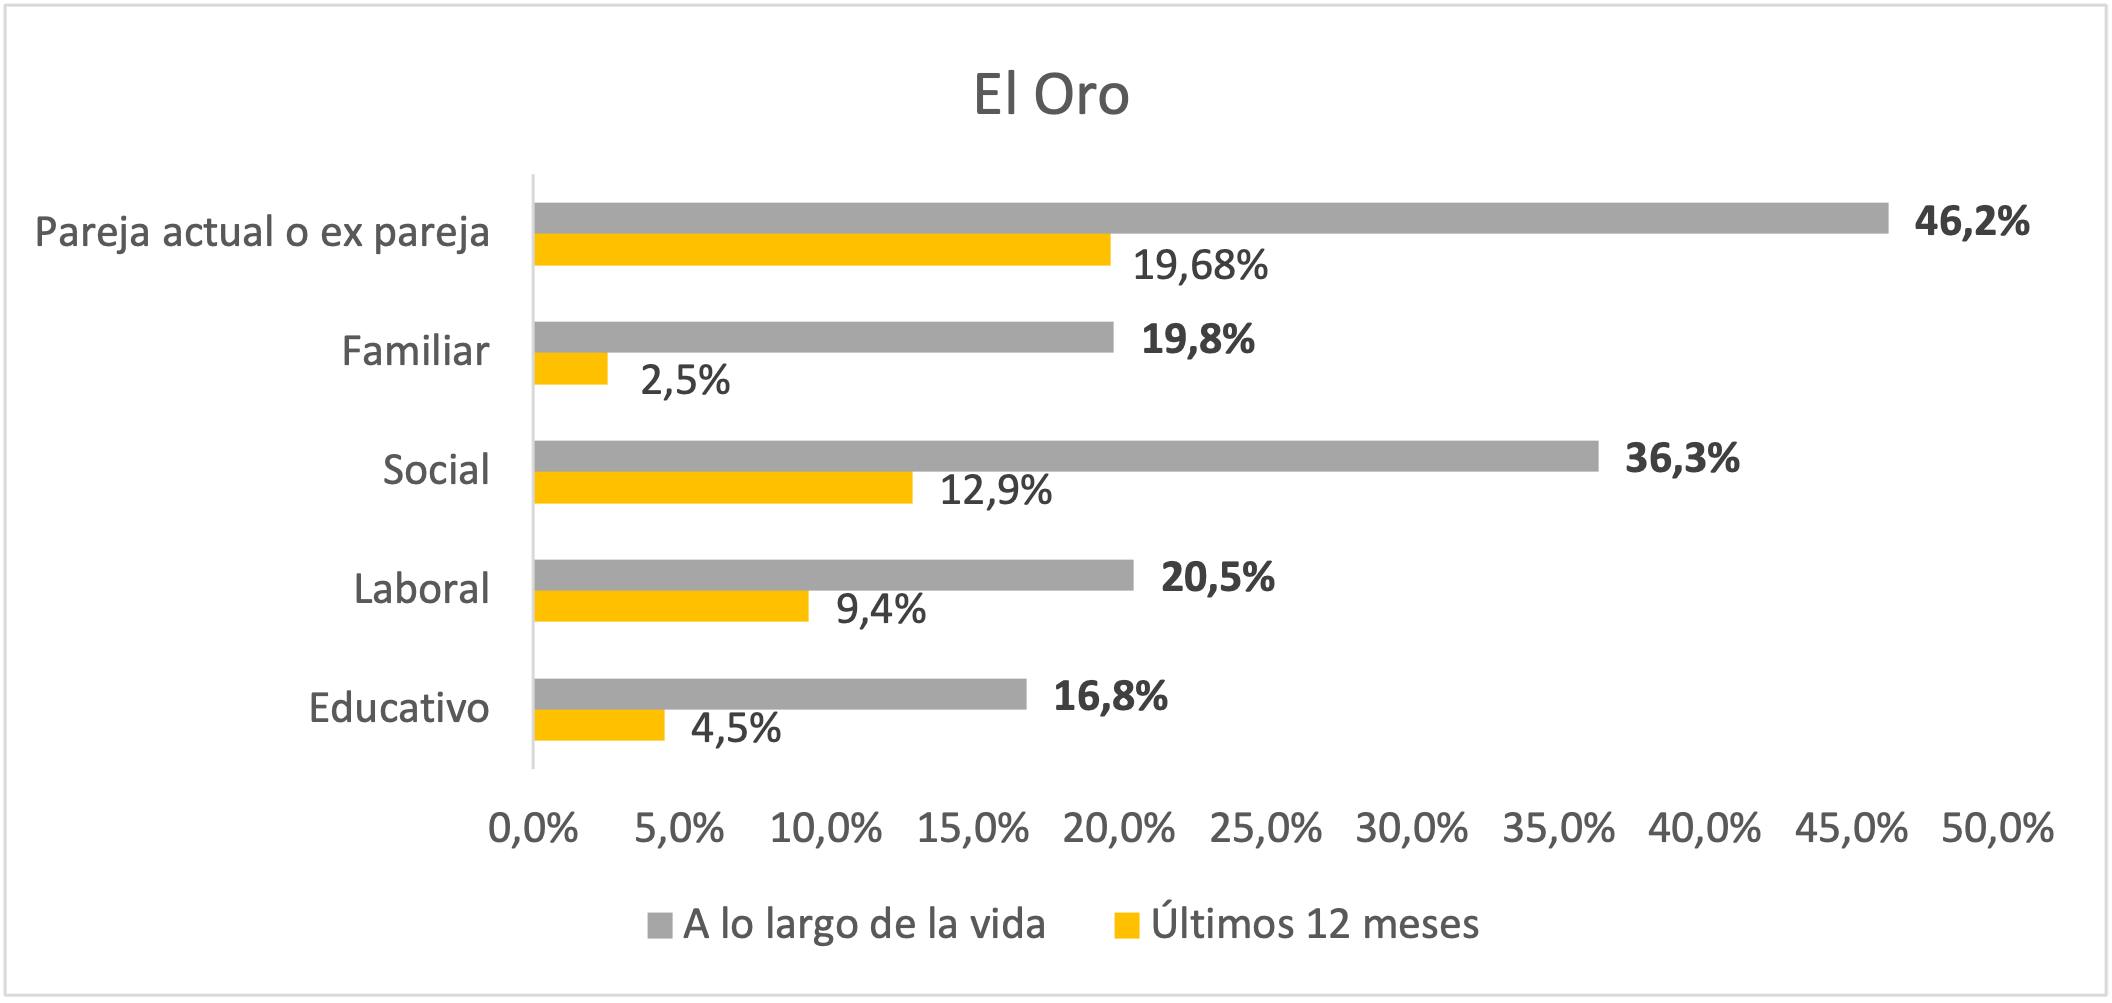 El Oro
Pareja actual o ex pareja
46,2%
19,68%
Familiar
19,8%
2,5%
Social
36,3%
12,9%
Laboral
20,5%
9,4%
Educativo
16,8%
4,5%
0,0% 5,0% 10,0% 15,0% 20,0% 25,0% 30,0% 35,0% 40,0% 45,0% 50,0%
A lo largo de la vida Últimos 12 meses